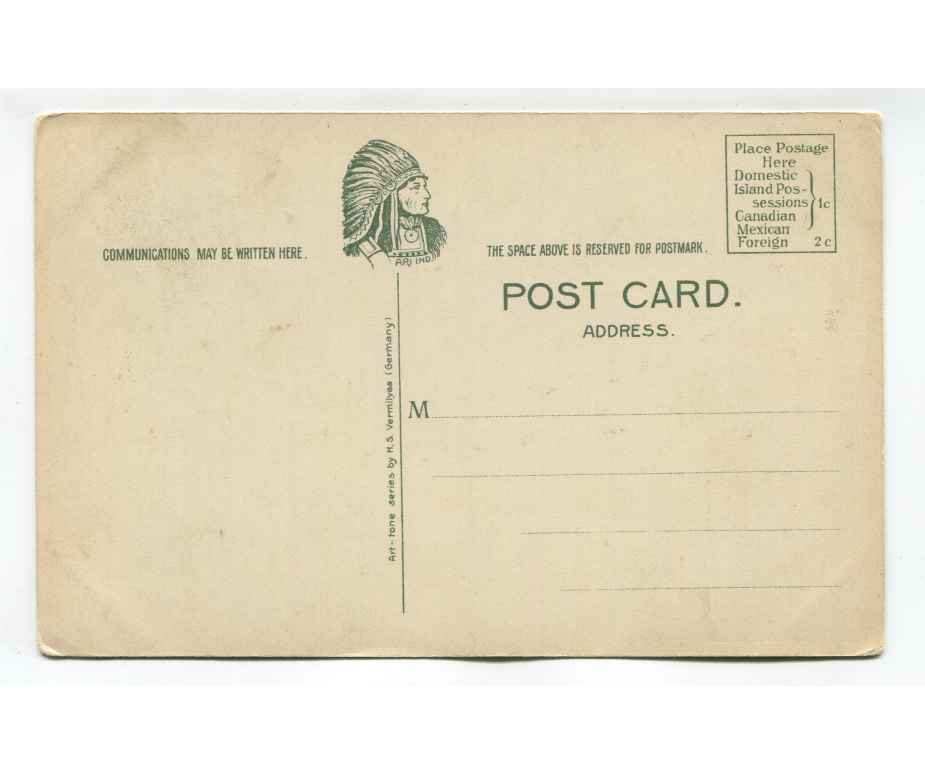 Place Postage
Here
Domestic
Island Pos-
sessions
Canadian
Mexican
1c
Foreign 2c
COMMUNICATIONS MAY BE WRITTEN HERE.
THE SPACE ABOVE IS RESERVED FOR POSTMARK.
POST CARD.
ADDRESS.
Art-tone series by H.S. Vermilyea (Germany)
M